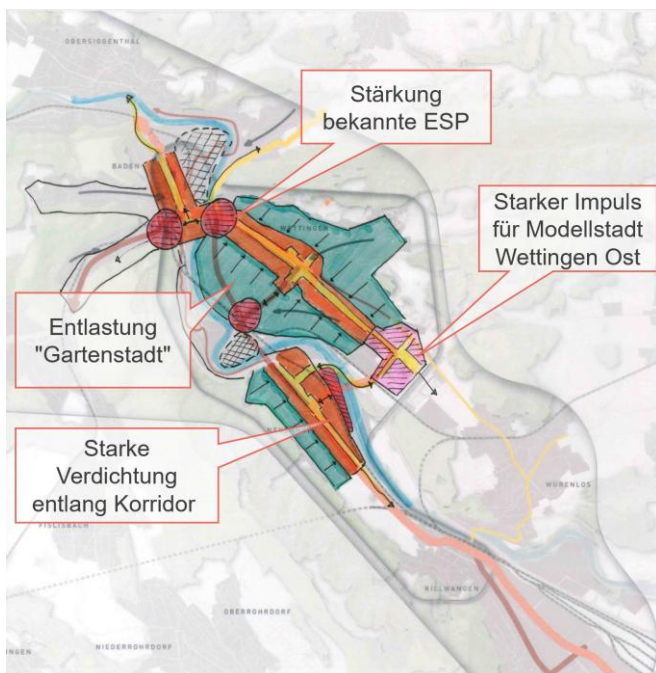 OBERSIGGENTHAL
Stärkung
bekannte ESP
BADEN
Starker Impuls
für Modellstadt
Wettingen Ost
WETTINGEN
Entlastung
"Gartenstadt"
Starke
Verdichtung
entlang Korridor
WÜRENLOS
FISLISBACH
KILLWANGEN
OBERROHRDORF
NIEDERROHRDORF
INGEN